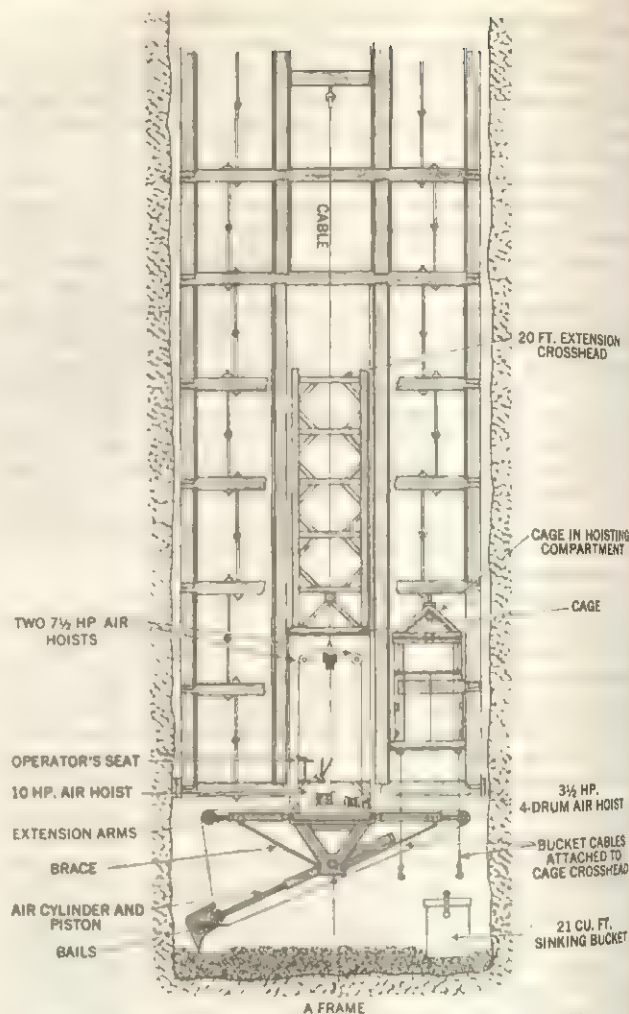 CABLE
20 FT. EXTENSION
CROSSHEAD
CAGE IN HOISTING
COMPARTMENT
CAGE
TWO 7½ HP AIR
HOISTS
OPERATOR'S SEAT
10 HP. AIR HOIST
EXTENSION ARMS
BRACE
AIR CYLINDER AND
PISTON
BAILS
3½ HP.
4-DRUM AIR HOIST
BUCKET CABLES
ATTACHED TO
CAGE CROSSHEAD
21 CU. FT.
SINKING BUCKET
A FRAME